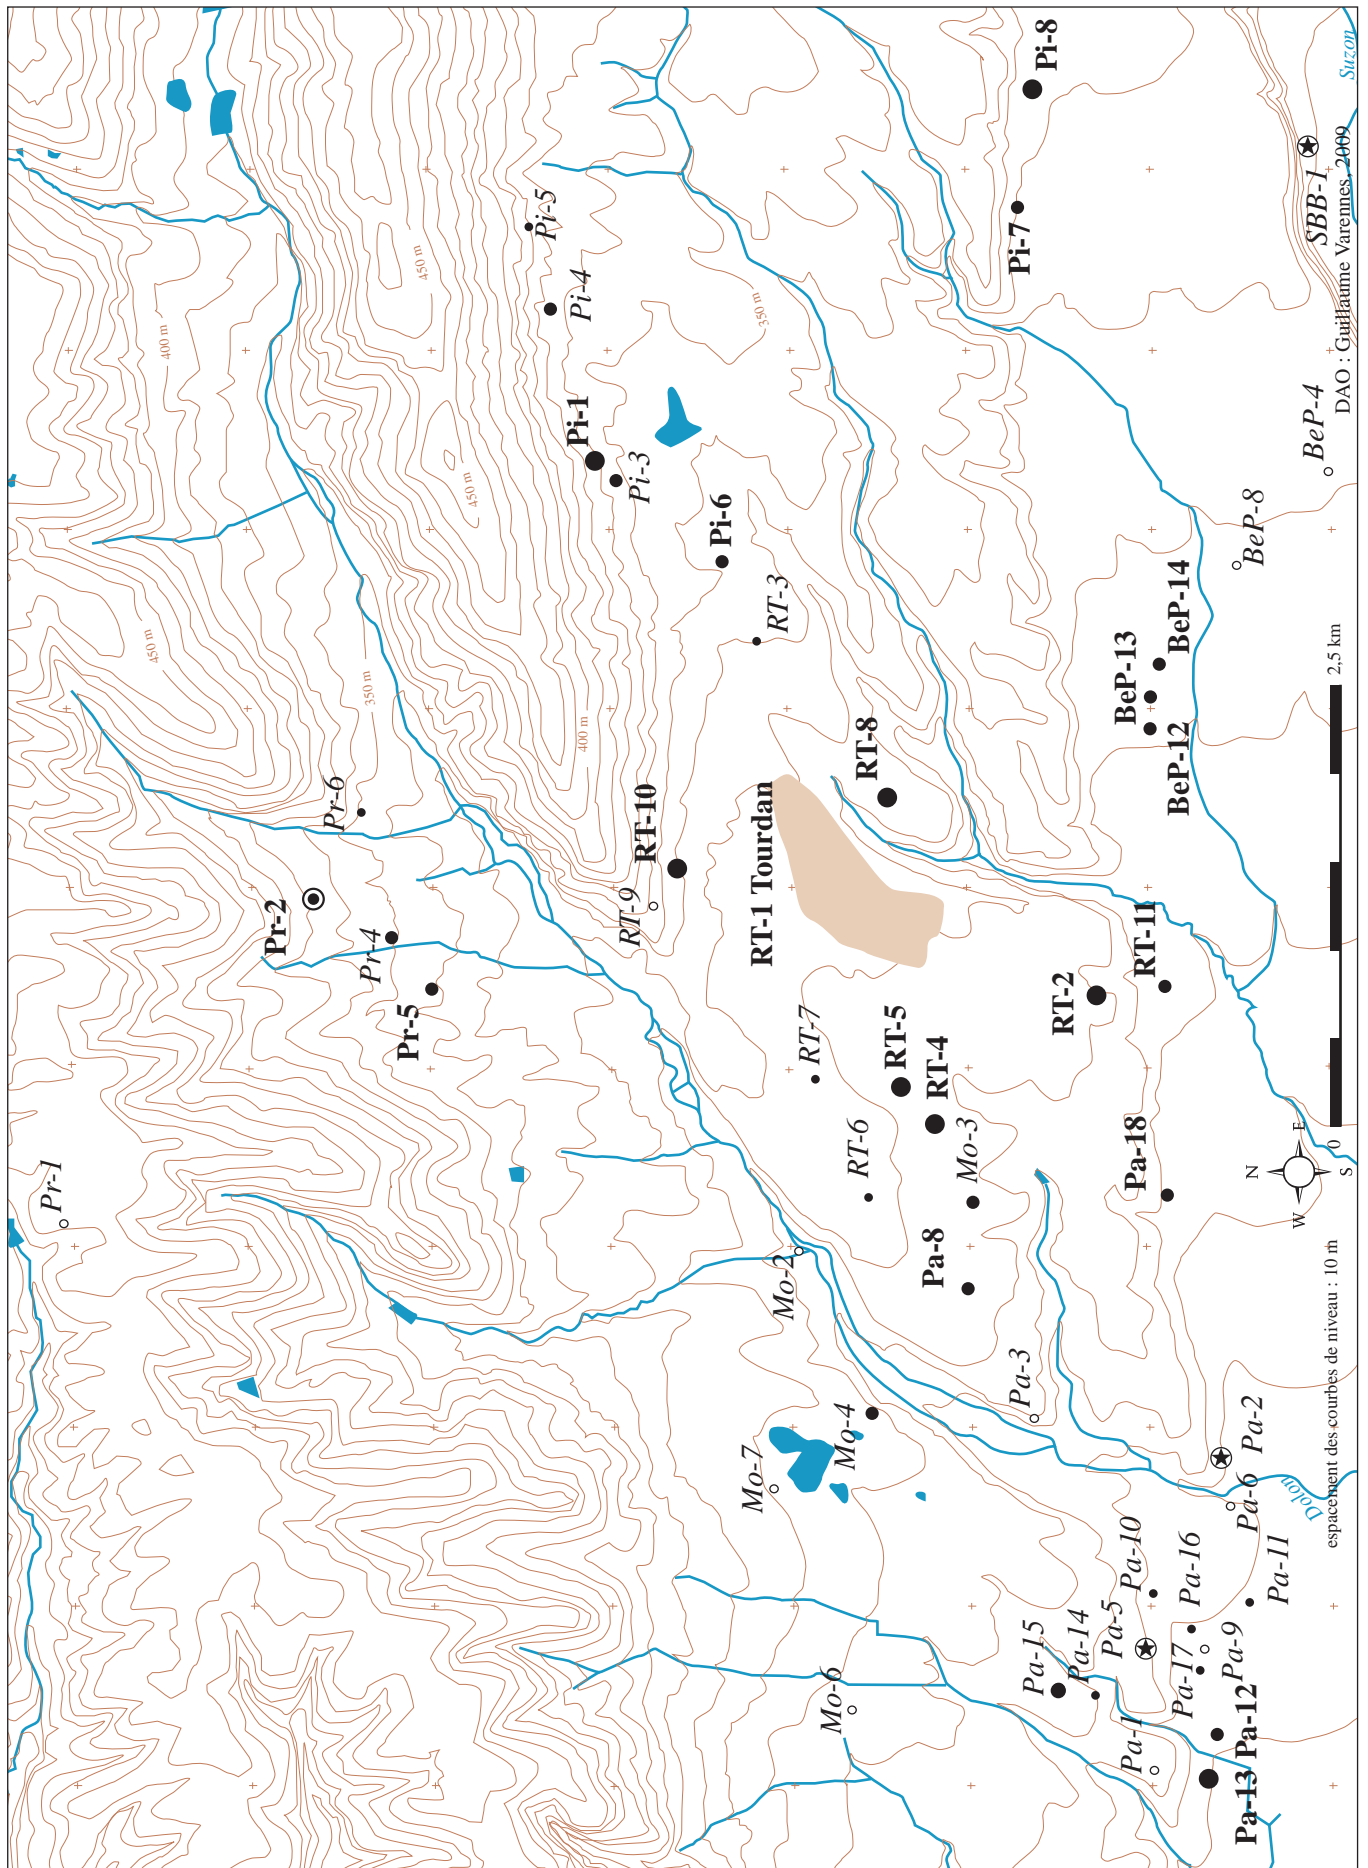 Pr-1
Pr-2
Pr-4
Pr-5
Pr-6
450 m
350 m
400 m
450 m
450 m
400 m
350 m
Pi-5
Pi-4
Pi-1
Pi-3
Pi-6
RT-3
Pi-8
Pi-7
SBB-1
Suzon
RT-10
RT-9
RT-8
RT-1 Tourdan
RT-7
RT-5
RT-4
RT-6
Mo-3
Pa-8
RT-2
RT-11
Pa-18
BeP-13
BeP-14
BeP-12
BeP-8
BeP-4
Mo-2
Mo-4
Mo-7
Mo-6
Pa-3
Pa-2
Pa-6
Dolon
Pa-10
Pa-16
Pa-11
Pa-5
Pa-15
Pa-14
Pa-17
Pa-9
Pa-1
Pa-13 Pa-12
N
W
E
S
espacement des courbes de niveau : 10 m
0
2,5 km
DAO : Guillaume Varennes, 2009